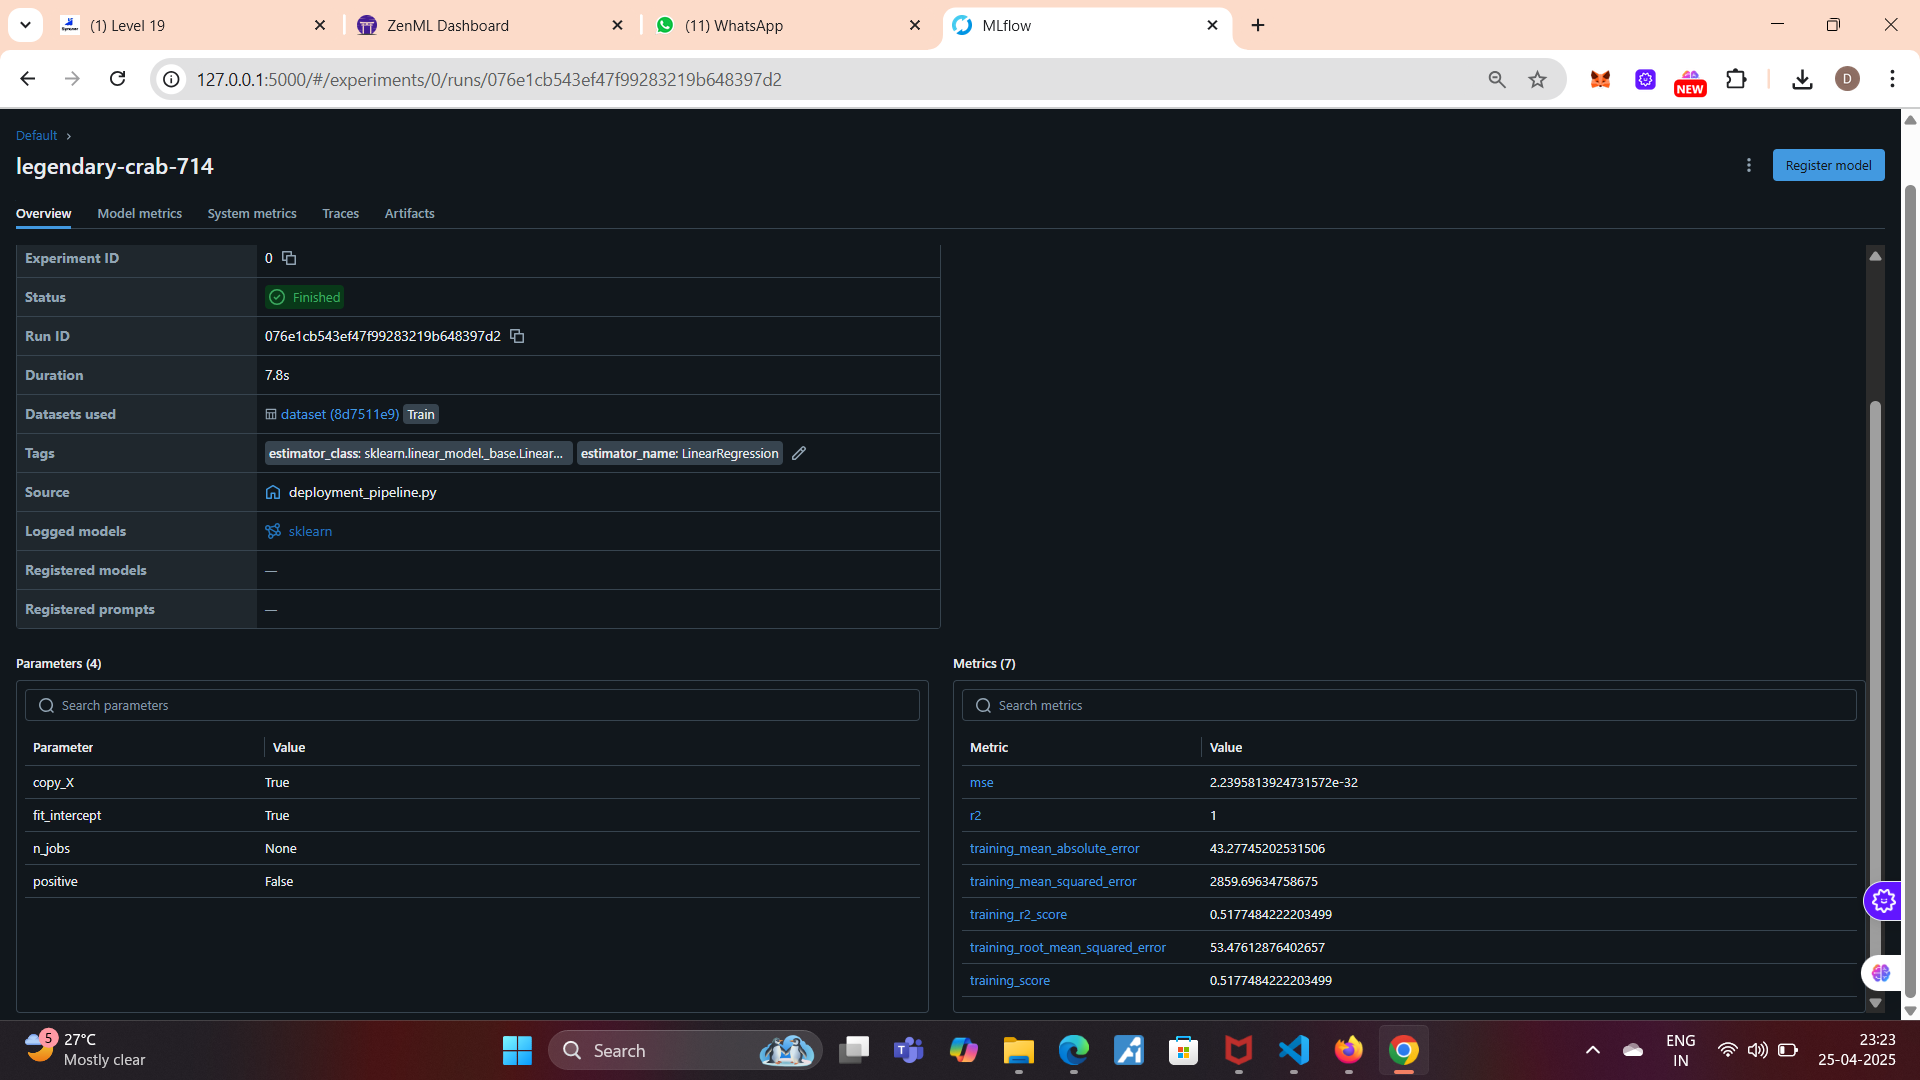 (1) Level 19
ZenML Dashboard
(11) WhatsApp
MLflow
127.0.0.1:5000/#/experiments/0/runs/076e1cb543ef47f99283219b648397d2
NEW
D
Default
legendary-crab-714
Register model
Overview
Model metrics
System metrics
Traces
Artifacts
Experiment ID
0
Status
Finished
Run ID
076e1cb543ef47f99283219b648397d2
Duration
7.8s
Datasets used
dataset (8d7511e9) Train
Tags
estimator_class: sklearn.linear_model._base.Linear... estimator_name: LinearRegression
Source
deployment_pipeline.py
Logged models
sklearn
Registered models
—
Registered prompts
—
Parameters (4)
Search parameters
Parameter Value
copy_X True
fit_intercept True
n_jobs None
positive False
Metrics (7)
Search metrics
Metric Value
mse 2.2395813924731572e-32
r2 1
training_mean_absolute_error 43.27745202531506
training_mean_squared_error 2859.69634758675
training_r2_score 0.5177484222203499
training_root_mean_squared_error 53.47612876402657
training_score 0.5177484222203499
5
27°C
Mostly clear
Search
ENG
IN
23:23
25-04-2025